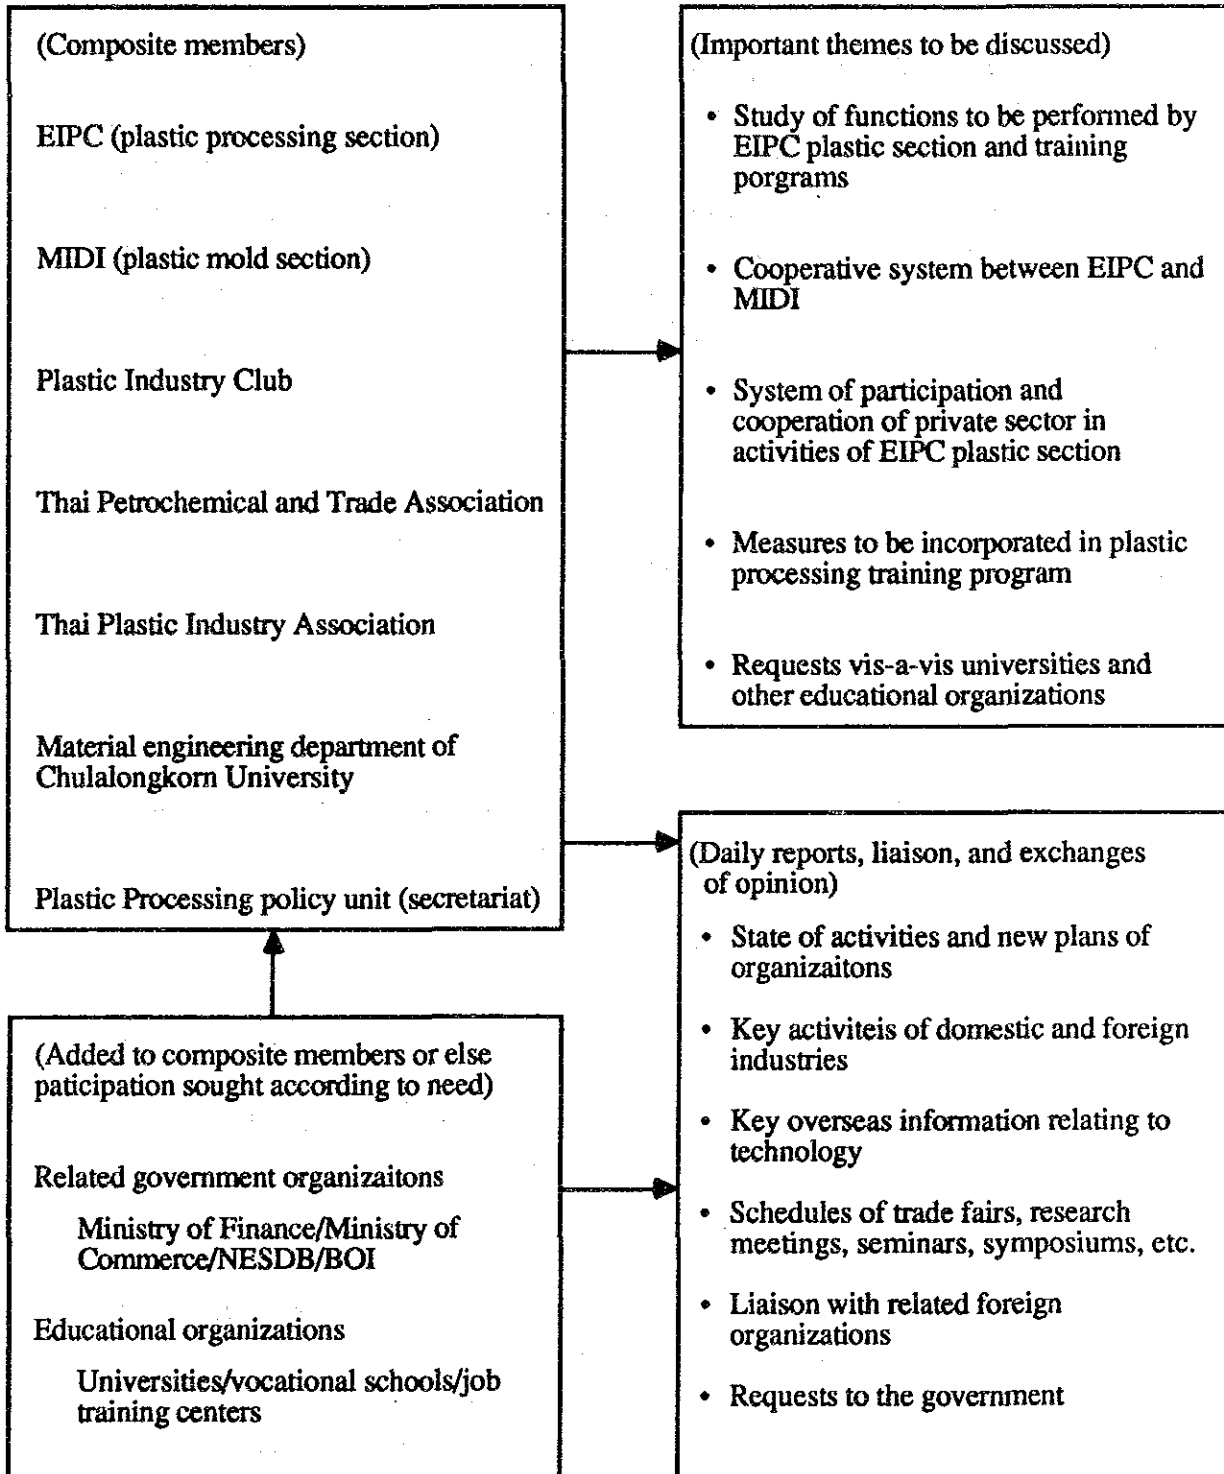 (Composite members)
EIPC (plastic processing section)
MIDI (plastic mold section)
Plastic Industry Club
Thai Petrochemical and Trade Association
Thai Plastic Industry Association
Material engineering department of
Chulalongkorn University
Plastic Processing policy unit (secretariat)
(Added to composite members or else
paticipation sought according to need)
Related government organizaitons
Ministry of Finance/Ministry of
Commerce/NESDB/BOI
Educational organizations
Universities/vocational schools/job
training centers
(Important themes to be discussed)
• Study of functions to be performed by
EIPC plastic section and training
porgrams
• Cooperative system between EIPC and
MIDI
• System of participation and
cooperation of private sector in
activities of EIPC plastic section
• Measures to be incorporated in plastic
processing training program
• Requests vis-a-vis universities and
other educational organizations
(Daily reports, liaison, and exchanges
of opinion)
• State of activities and new plans of
organizaitons
• Key activiteis of domestic and foreign
industries
• Key overseas information relating to
technology
• Schedules of trade fairs, research
meetings, seminars, symposiums, etc.
• Liaison with related foreign
organizations
• Requests to the government